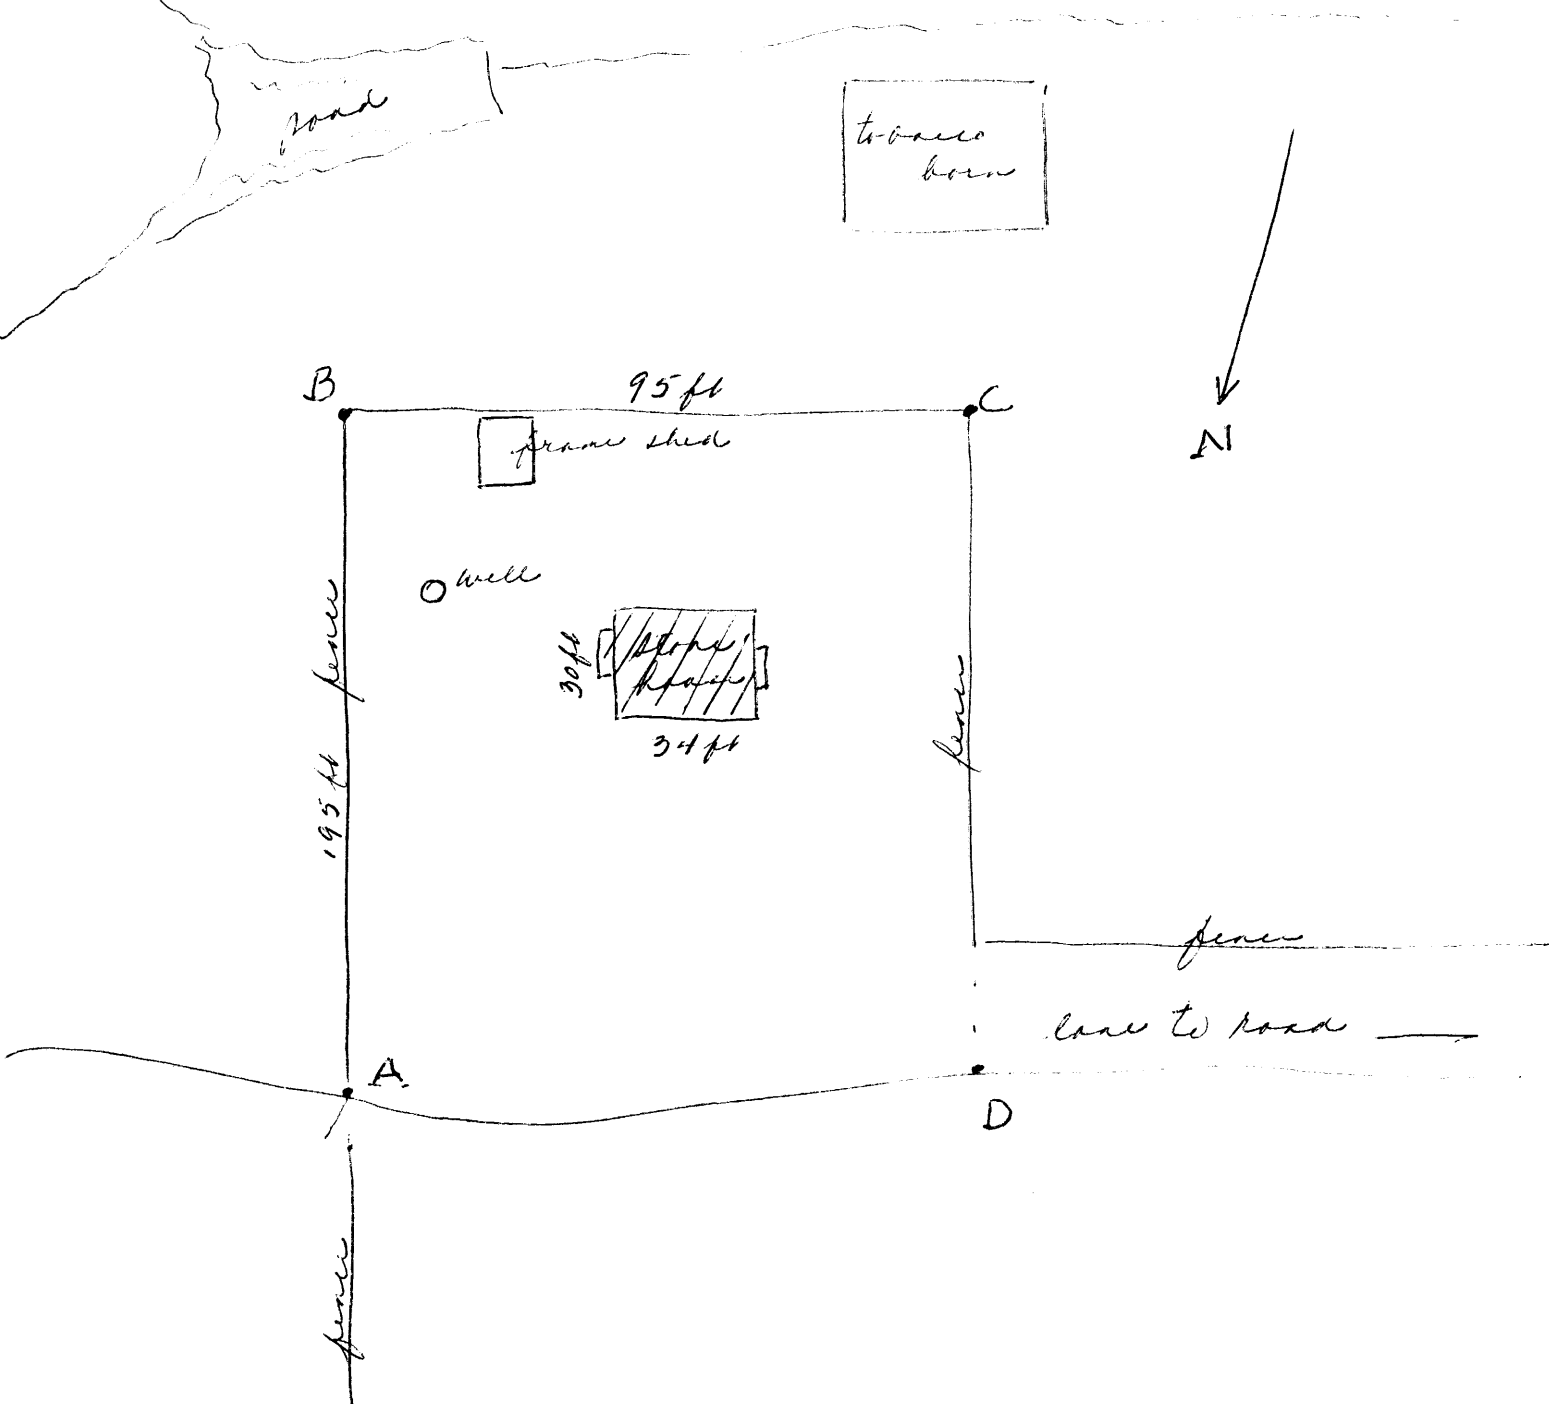 pond
tobacco
barn
B
95 ft
C
N
frame shed
well
fence
195 ft
30 ft
stone
house
34 ft
fence
fence
lane to road
A
D
fence